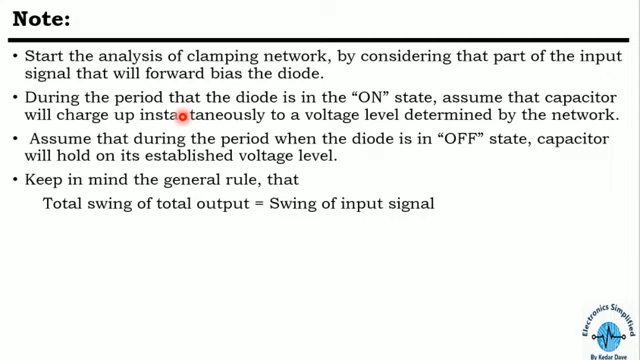 Note:
• Start the analysis of clamping network, by considering that part of the input
signal that will forward bias the diode.
• During the period that the diode is in the “ON” state, assume that capacitor
will charge up instantaneously to a voltage level determined by the network.
• Assume that during the period when the diode is in “OFF” state, capacitor
will hold on its established voltage level.
• Keep in mind the general rule, that
Total swing of total output = Swing of input signal
Electronics Simplified
By Kedar Dave